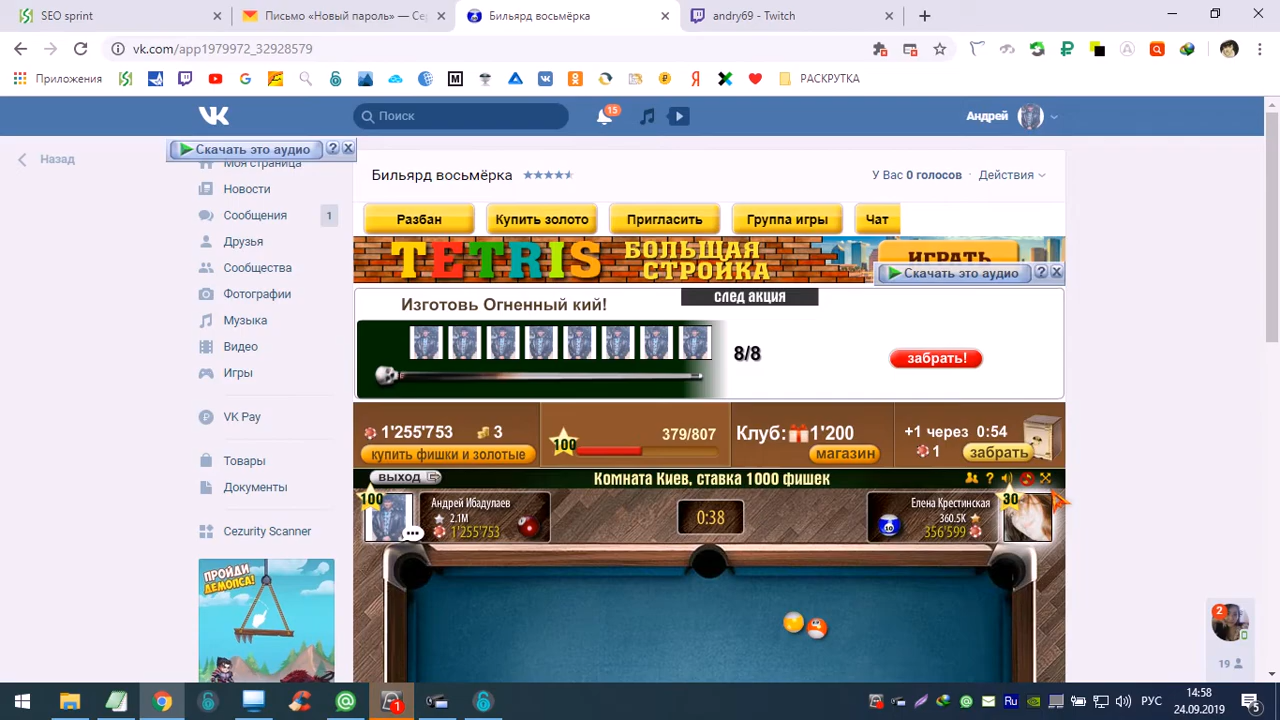 SEO sprint
Письмо «Новый пароль» — Сер
Бильярд восьмёрка
andry69 - Twitch
vk.com/app1979972_32928579
Приложения
РАСКРУТКА
Поиск
15
Андрей
Скачать это аудио
Назад
Моя страница
Новости
Сообщения
1
Друзья
Сообщества
Фотографии
Музыка
Видео
Игры
VK Pay
Товары
Документы
Cezurity Scanner
ПРОЙДИ
ДЕМОПСА!
Бильярд восьмёрка
У Вас 0 голосов · Действия
Разбан
Купить золото
Пригласить
Группа игры
Чат
TETRIS БОЛЬШАЯ СТРОЙКА
ИГРАТЬ
Скачать это аудио
Изготовь Огненный кий!
след акция
8/8
забрать!
1'255'753
3
купить фишки и золотые
100
379/807
Клуб: 1'200
магазин
+1 через 0:54
1
забрать
выход
Комната Киев, ставка 1000 фишек
100
Андрей Ибадулаев
2.1M
1'255'753
0:38
Елена Крестинская
360.5K
356'599
10
30
2
19
1
Ru
РУС
14:58
24.09.2019
5